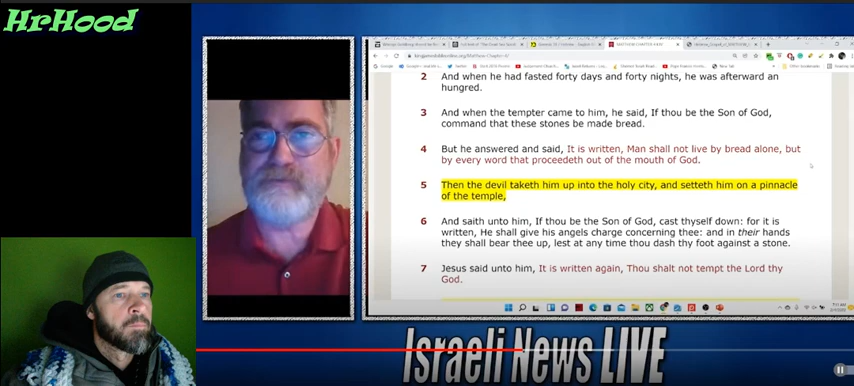 HrHood
kingjamesbibleonline.org/Matthew-Chapter-4/
2 And when he had fasted forty days and forty nights, he was afterward an
hungred.
3 And when the tempter came to him, he said, If thou be the Son of God,
command that these stones be made bread.
4 But he answered and said, It is written, Man shall not live by bread alone, but
by every word that proceedeth out of the mouth of God.
5 Then the devil taketh him up into the holy city, and setteth him on a pinnacle
of the temple,
6 And saith unto him, If thou be the Son of God, cast thyself down: for it is
written, He shall give his angels charge concerning thee: and in their hands
they shall bear thee up, lest at any time thou dash thy foot against a stone.
7 Jesus said unto him, It is written again, Thou shalt not tempt the Lord thy
God.
Israeli News LIVE